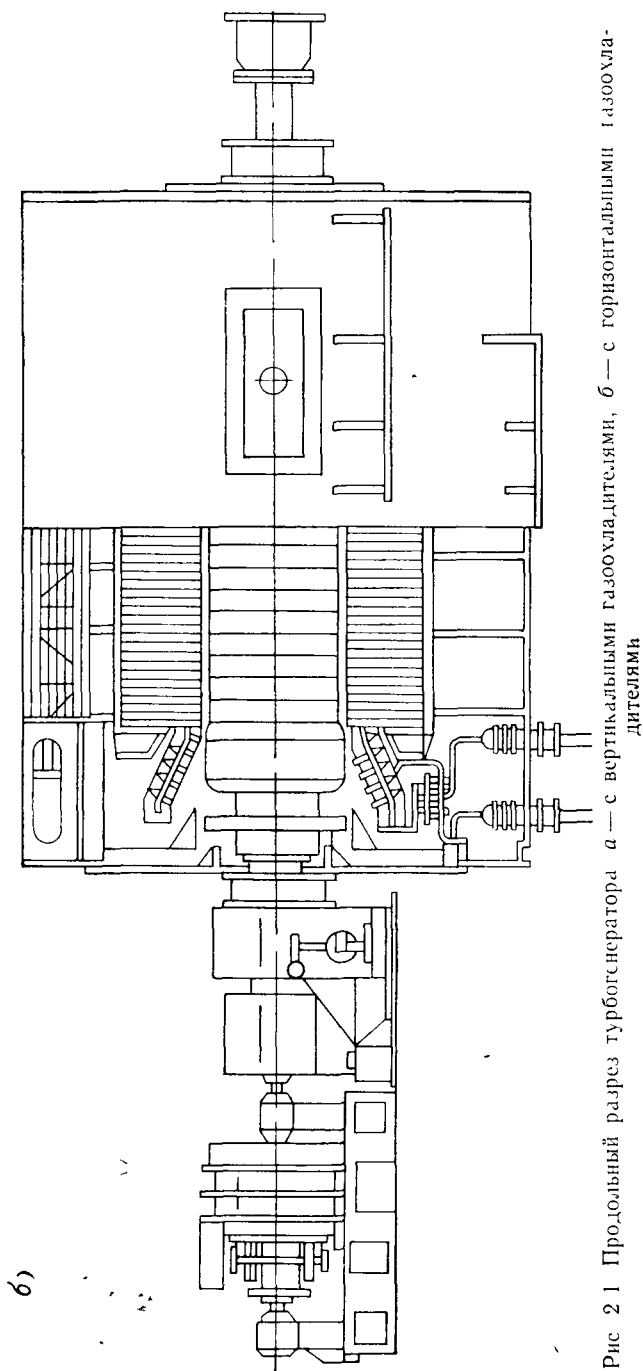 б)
Рис 2 1 Продольный разрез турбогенератора а — с вертикальными газоохладителями, б — с горизонтальными газоохла-
дителями